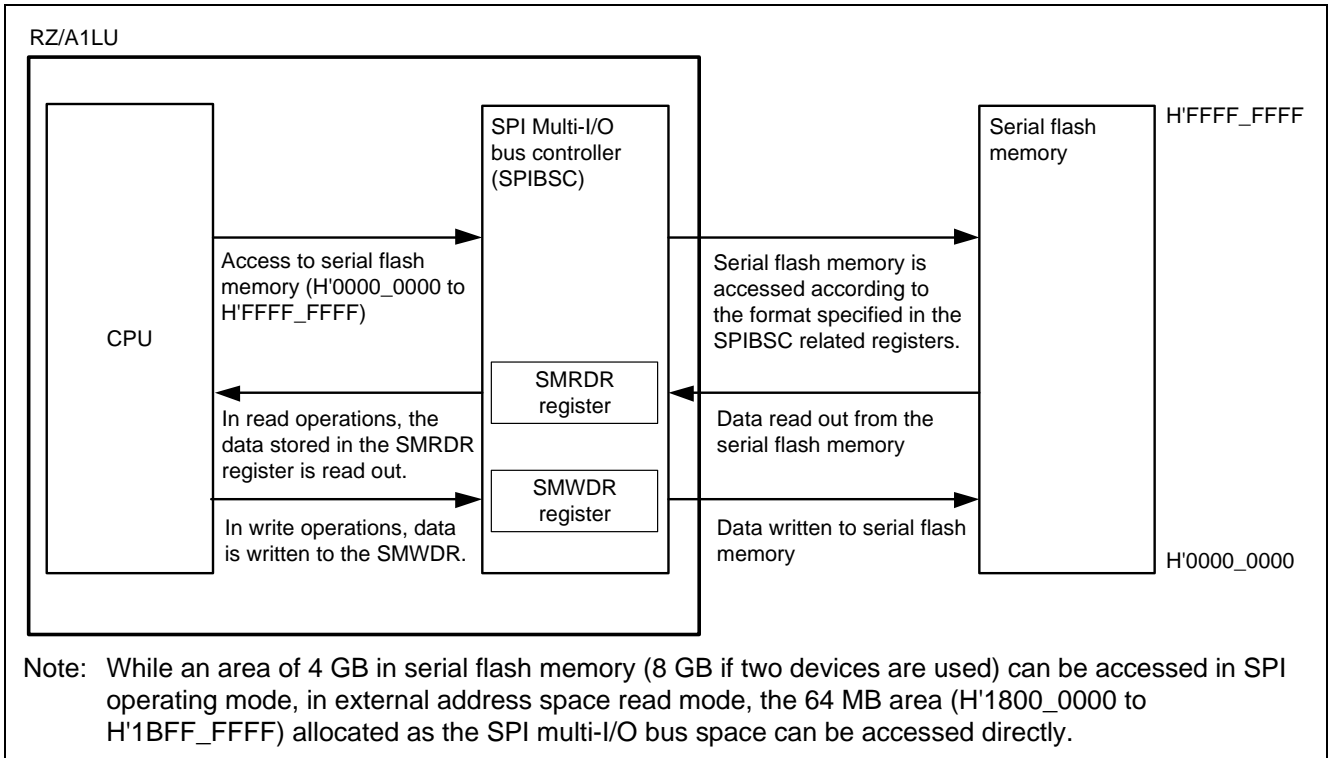 RZ/A1LU
CPU
SPI Multi-I/O
bus controller
(SPIBSC)
Serial flash
memory
H'FFFF_FFFF
Access to serial flash
memory (H'0000_0000 to
H'FFFF_FFFF)
Serial flash memory is
accessed according to
the format specified in the
SPIBSC related registers.
SMRDR
register
In read operations, the
data stored in the SMRDR
register is read out.
Data read out from the
serial flash memory
SMWDR
register
In write operations, data
is written to the SMWDR.
Data written to serial flash
memory
H'0000_0000
Note: While an area of 4 GB in serial flash memory (8 GB if two devices are used) can be accessed in SPI
operating mode, in external address space read mode, the 64 MB area (H'1800_0000 to
H'1BFF_FFFF) allocated as the SPI multi-I/O bus space can be accessed directly.